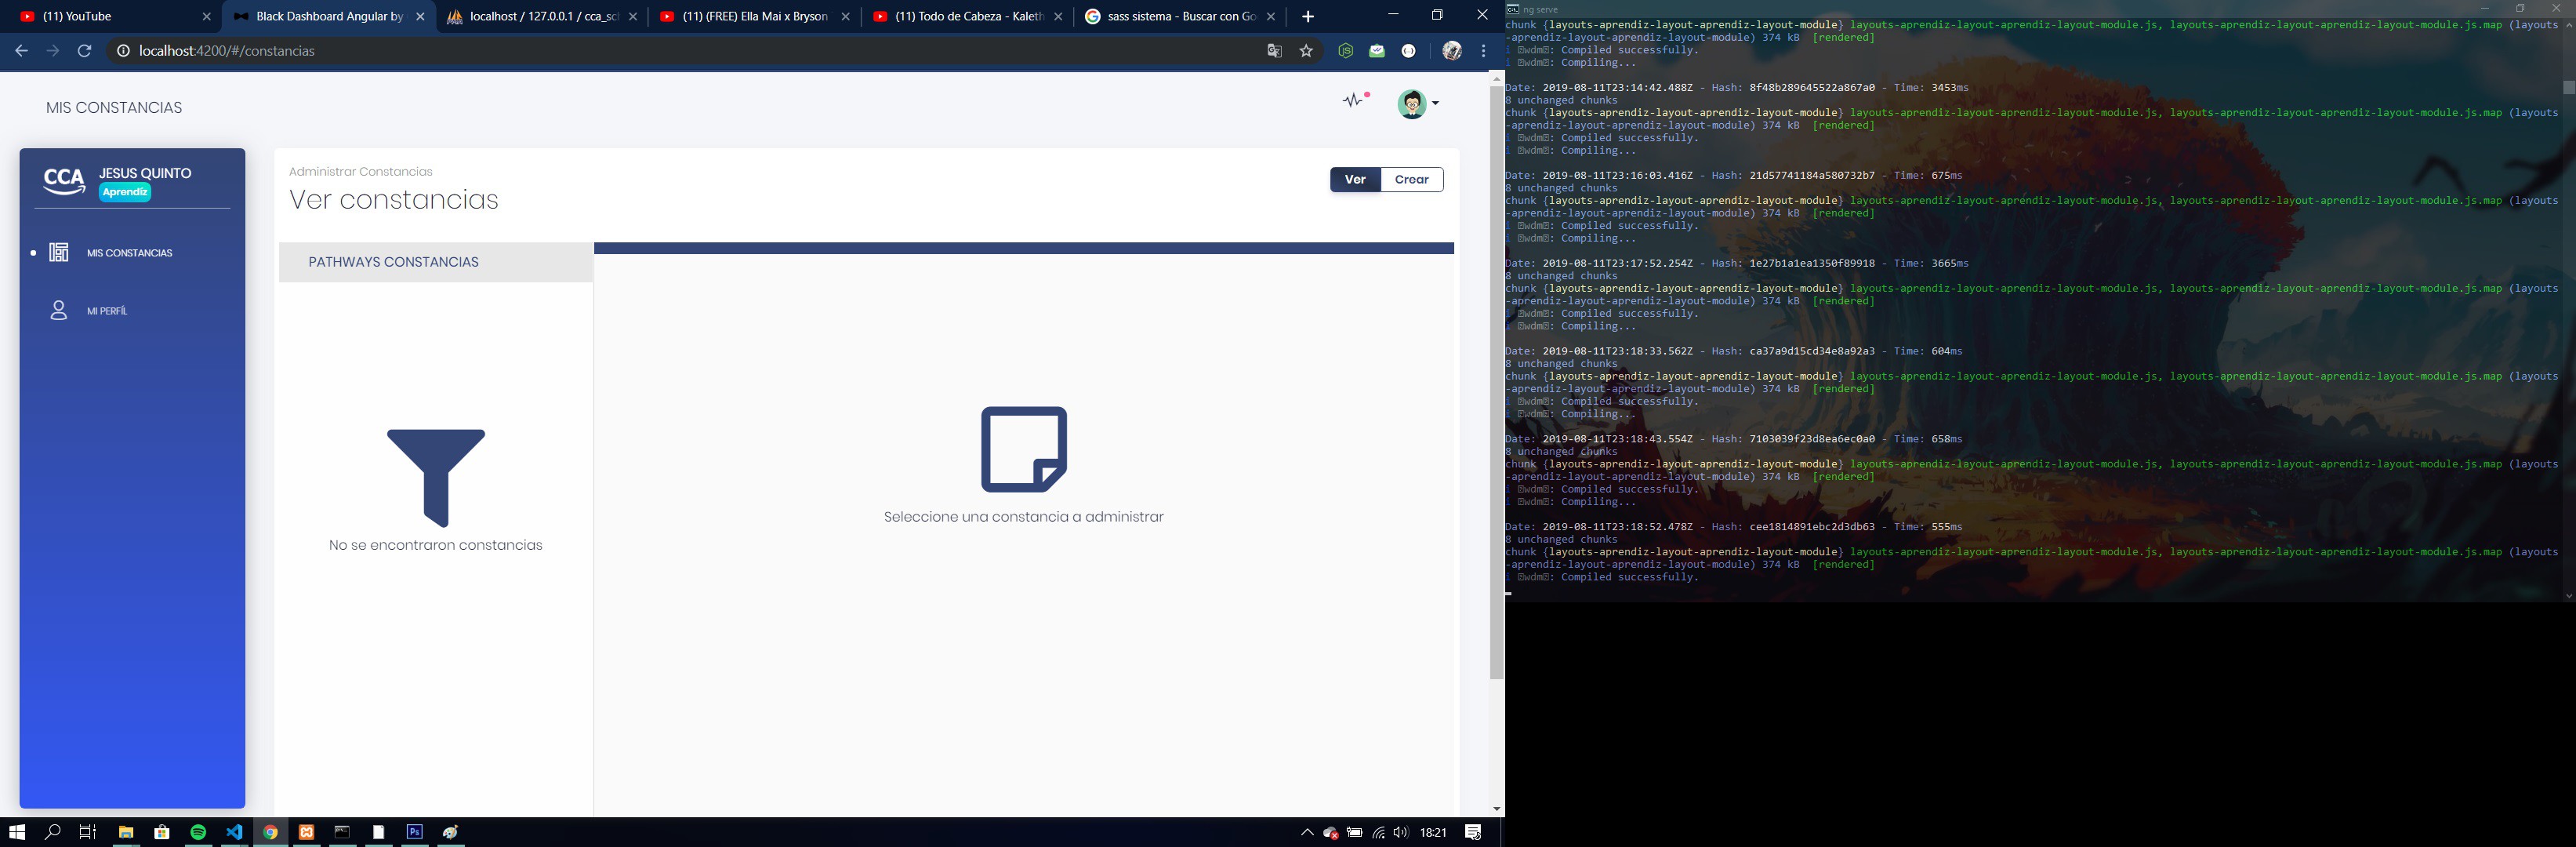 (11) YouTube
Black Dashboard Angular by
localhost / 127.0.0.1 / cca_scl
(11) (FREE) Ella Mai x Bryson
(11) Todo de Cabeza - Kaleth
sass sistema - Buscar con Go
localhost:4200/#/constancias
MIS CONSTANCIAS
CCA
JESUS QUINTO
Aprendíz
MIS CONSTANCIAS
MI PERFÍL
Administrar Constancias
Ver constancias
Ver
Crear
PATHWAYS CONSTANCIAS
No se encontraron constancias
Seleccione una constancia a administrar
18:21
ng serve
chunk {layouts-aprendiz-layout-aprendiz-layout-module} layouts-aprendiz-layout-aprendiz-layout-module.js, layouts-aprendiz-layout-aprendiz-layout-module.js.map (layouts
-aprendiz-layout-aprendiz-layout-module) 374 kB [rendered]
i ｢wdm｣: Compiled successfully.
i ｢wdm｣: Compiling...
Date: 2019-08-11T23:14:42.488Z - Hash: 8f48b289645522a867a0 - Time: 3453ms
8 unchanged chunks
chunk {layouts-aprendiz-layout-aprendiz-layout-module} layouts-aprendiz-layout-aprendiz-layout-module.js, layouts-aprendiz-layout-aprendiz-layout-module.js.map (layouts
-aprendiz-layout-aprendiz-layout-module) 374 kB [rendered]
i ｢wdm｣: Compiled successfully.
i ｢wdm｣: Compiling...
Date: 2019-08-11T23:16:03.416Z - Hash: 21d57741184a580732b7 - Time: 675ms
8 unchanged chunks
chunk {layouts-aprendiz-layout-aprendiz-layout-module} layouts-aprendiz-layout-aprendiz-layout-module.js, layouts-aprendiz-layout-aprendiz-layout-module.js.map (layouts
-aprendiz-layout-aprendiz-layout-module) 374 kB [rendered]
i ｢wdm｣: Compiled successfully.
i ｢wdm｣: Compiling...
Date: 2019-08-11T23:17:52.254Z - Hash: 1e27b1a1ea1350f89918 - Time: 3665ms
8 unchanged chunks
chunk {layouts-aprendiz-layout-aprendiz-layout-module} layouts-aprendiz-layout-aprendiz-layout-module.js, layouts-aprendiz-layout-aprendiz-layout-module.js.map (layouts
-aprendiz-layout-aprendiz-layout-module) 374 kB [rendered]
i ｢wdm｣: Compiled successfully.
i ｢wdm｣: Compiling...
Date: 2019-08-11T23:18:33.562Z - Hash: ca37a9d15cd34e8a92a3 - Time: 604ms
8 unchanged chunks
chunk {layouts-aprendiz-layout-aprendiz-layout-module} layouts-aprendiz-layout-aprendiz-layout-module.js, layouts-aprendiz-layout-aprendiz-layout-module.js.map (layouts
-aprendiz-layout-aprendiz-layout-module) 374 kB [rendered]
i ｢wdm｣: Compiled successfully.
i ｢wdm｣: Compiling...
Date: 2019-08-11T23:18:43.554Z - Hash: 7103039f23d8ea6ec0a0 - Time: 658ms
8 unchanged chunks
chunk {layouts-aprendiz-layout-aprendiz-layout-module} layouts-aprendiz-layout-aprendiz-layout-module.js, layouts-aprendiz-layout-aprendiz-layout-module.js.map (layouts
-aprendiz-layout-aprendiz-layout-module) 374 kB [rendered]
i ｢wdm｣: Compiled successfully.
i ｢wdm｣: Compiling...
Date: 2019-08-11T23:18:52.478Z - Hash: cee1814891ebc2d3db63 - Time: 555ms
8 unchanged chunks
chunk {layouts-aprendiz-layout-aprendiz-layout-module} layouts-aprendiz-layout-aprendiz-layout-module.js, layouts-aprendiz-layout-aprendiz-layout-module.js.map (layouts
-aprendiz-layout-aprendiz-layout-module) 374 kB [rendered]
i ｢wdm｣: Compiled successfully.